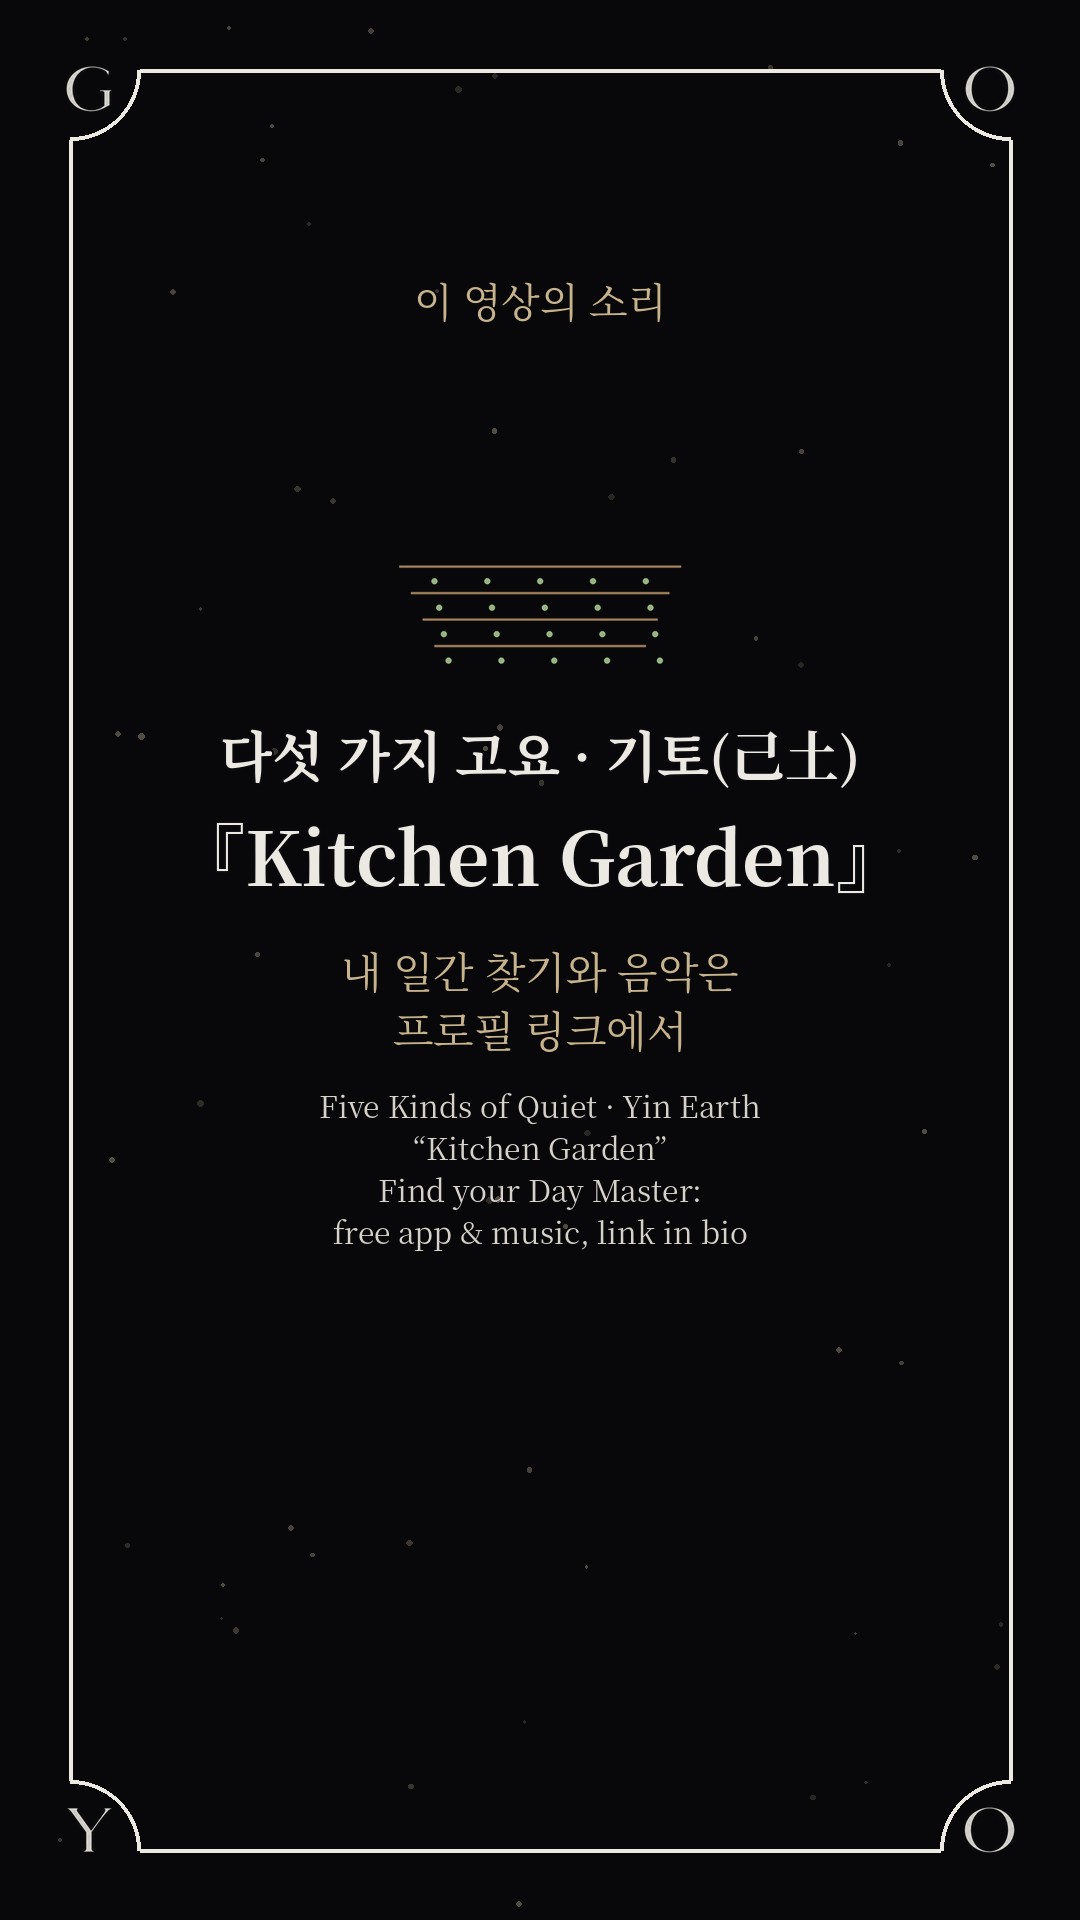 G O
이 영상의 소리
다섯 가지 고요 · 기토(己土)
『Kitchen Garden』
내 일간 찾기와 음악은
프로필 링크에서
Five Kinds of Quiet · Yin Earth
“Kitchen Garden”
Find your Day Master:
free app & music, link in bio
Y O